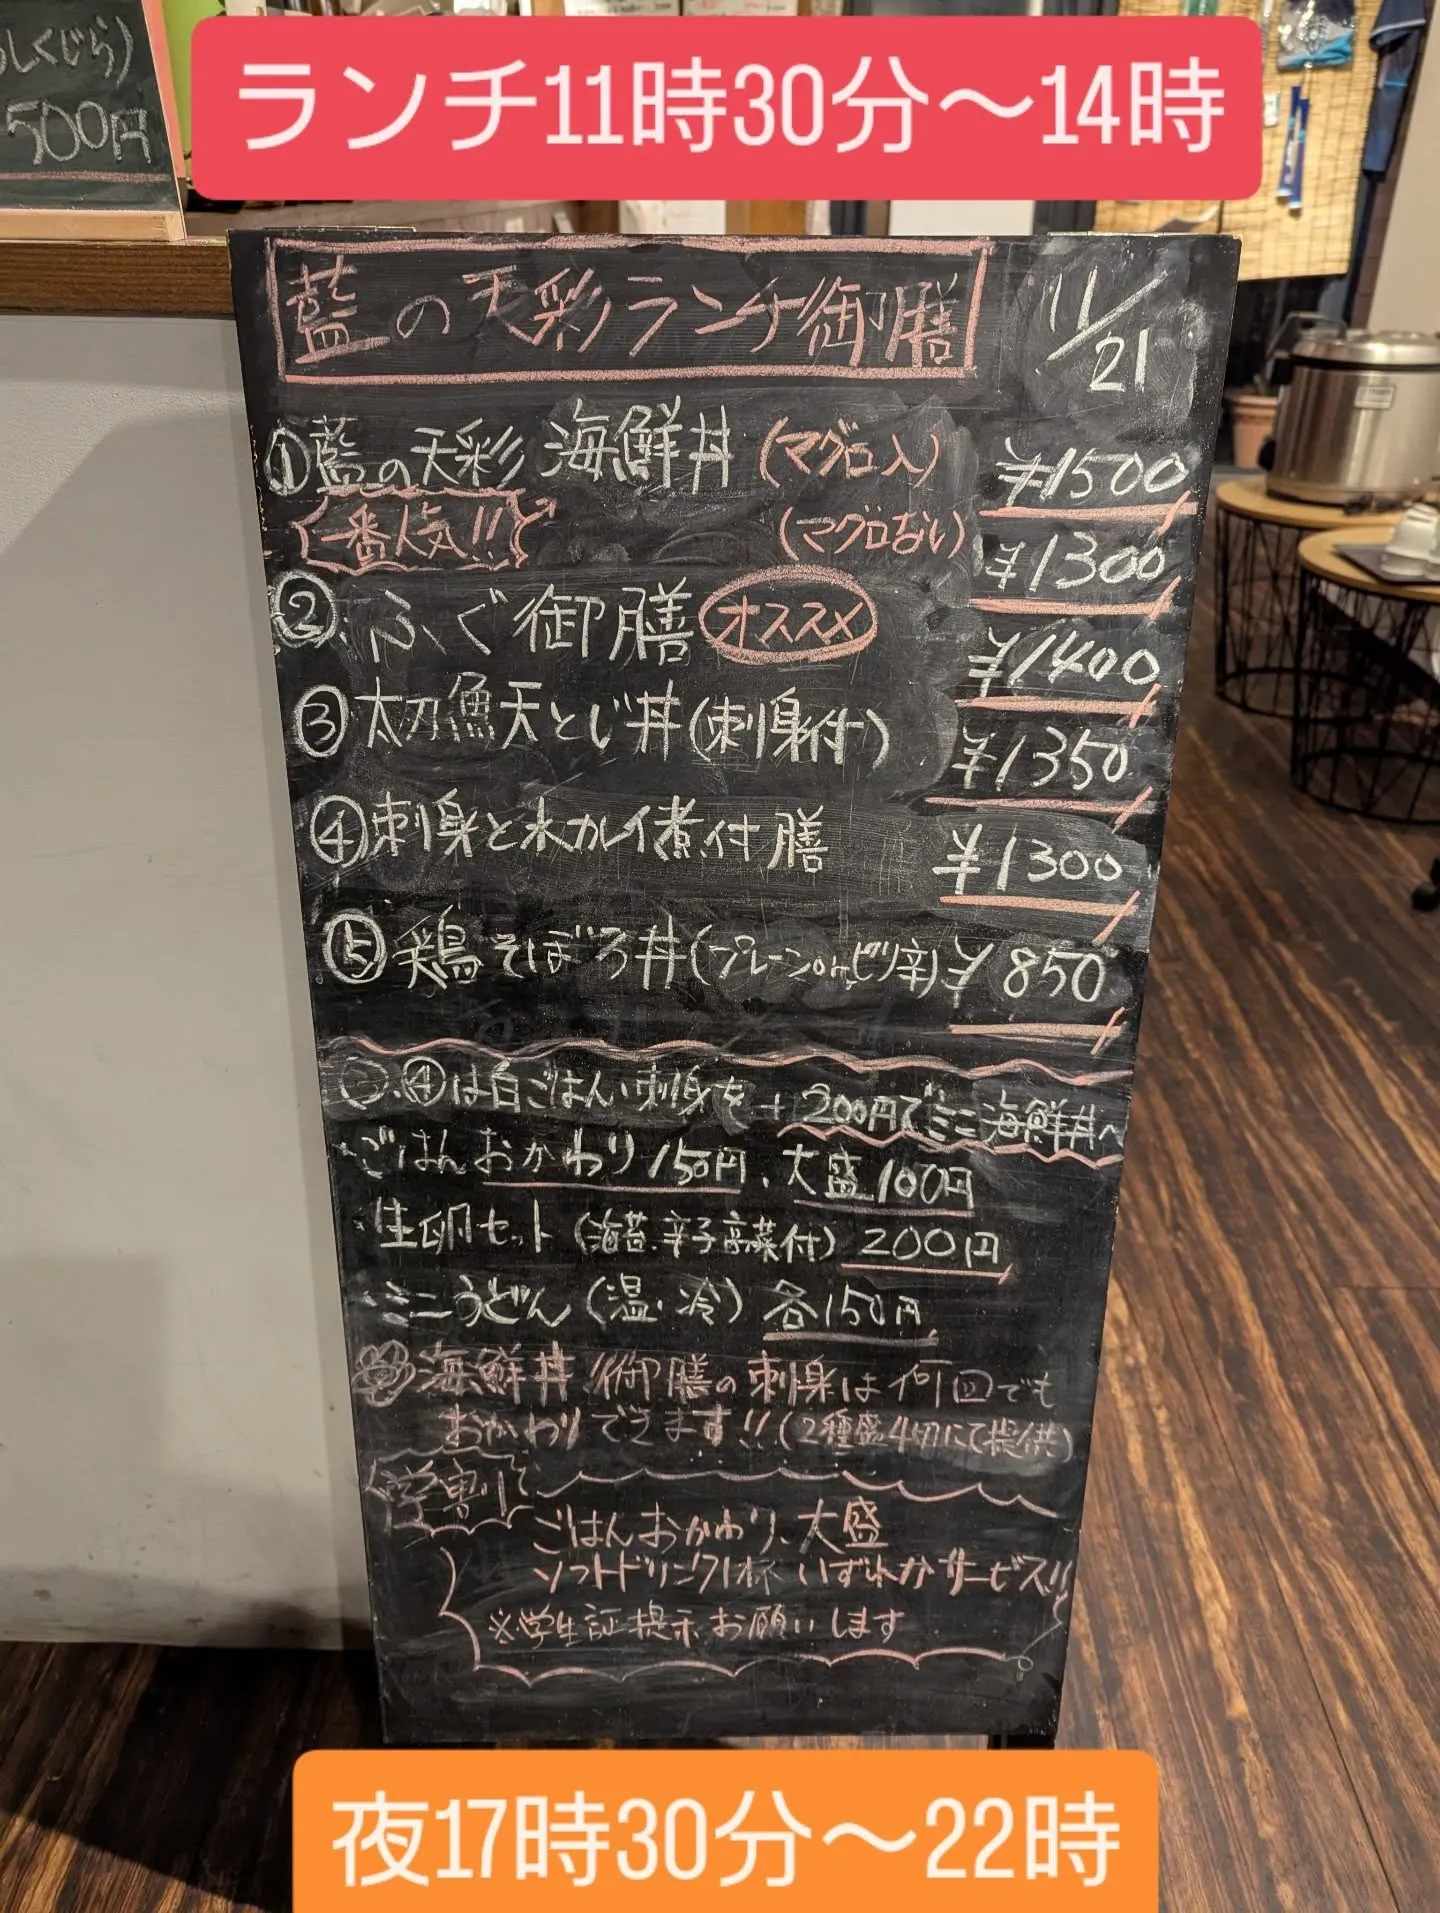 しくじら)
500円
ランチ11時30分〜14時
藍の天彩ランチ御膳
11/21
①藍の天彩 海鮮丼(マグロ入) ¥1500
一番人気!! (マグロない) ¥1300
②ふぐ御膳 オススメ ¥1400
③太刀魚天とじ丼(刺身付) ¥1350
④刺身と水カレイ煮付膳 ¥1300
⑤鶏そぼろ丼(プレーンorピリ辛) ¥850
④は白ごはん、刺身を+200円でミニ海鮮丼へ
・ごはんおかわり150円、大盛100円
・生卵セット(海苔、辛子高菜付)200円
・ミニうどん(温・冷)各150円
海鮮丼、御膳の刺身は何回でも
おかわりできます!!(2種盛4切にて提供)
学割
ごはんおかわり、大盛
ソフトドリンク1杯 いずれかサービス!!
※学生証提示お願いします
夜17時30分〜22時